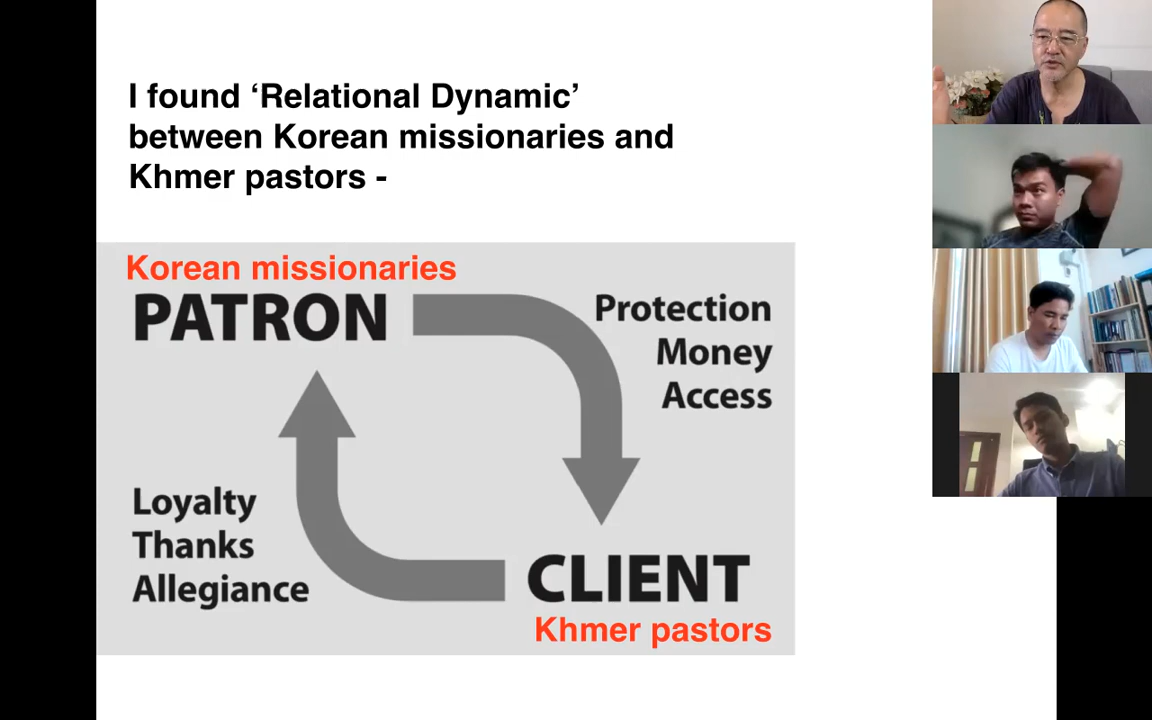 I found ‘Relational Dynamic’
between Korean missionaries and
Khmer pastors -
Korean missionaries
PATRON
Protection
Money
Access
Loyalty
Thanks
Allegiance
CLIENT
Khmer pastors